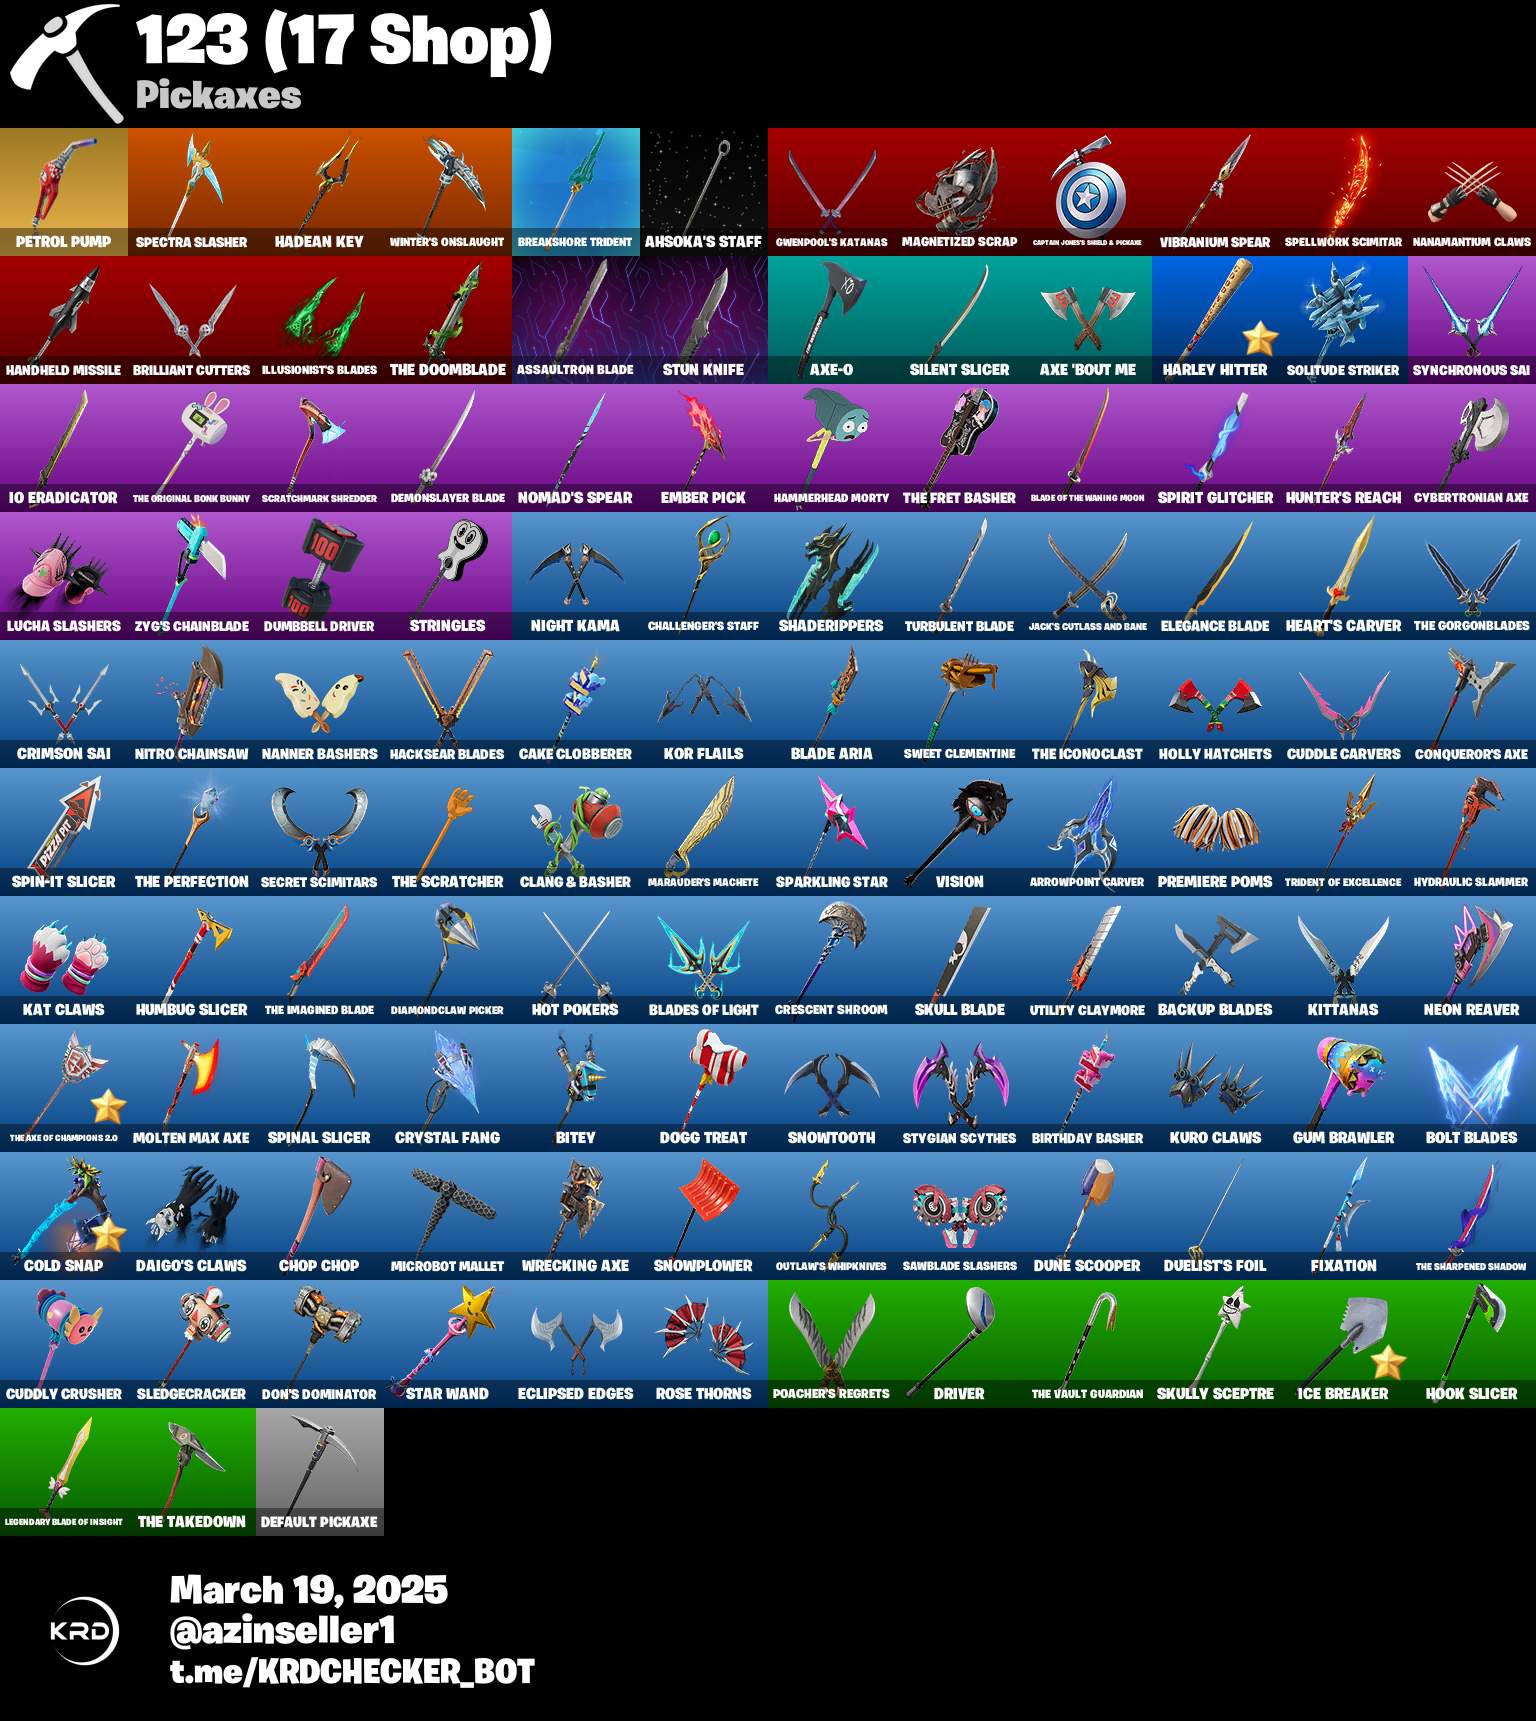 123 (17 Shop)
Pickaxes
PETROL PUMP
SPECTRA SLASHER
HADEAN KEY
WINTER'S ONSLAUGHT
BREAKSHORE TRIDENT
AHSOKA'S STAFF
GWENPOOL'S KATANAS
MAGNETIZED SCRAP
CAPTAIN JONES'S SHIELD & PICKAXE
VIBRANIUM SPEAR
SPELLWORK SCIMITAR
NANAMANTIUM CLAWS
HANDHELD MISSILE
BRILLIANT CUTTERS
ILLUSIONIST'S BLADES
THE DOOMBLADE
ASSAULTRON BLADE
STUN KNIFE
AXE-O
SILENT SLICER
AXE 'BOUT ME
HARLEY HITTER
SOLITUDE STRIKER
SYNCHRONOUS SAI
IO ERADICATOR
THE ORIGINAL BONK BUNNY
SCRATCHMARK SHREDDER
DEMONSLAYER BLADE
NOMAD'S SPEAR
EMBER PICK
HAMMERHEAD MORTY
THE FRET BASHER
BLADE OF THE WANING MOON
SPIRIT GLITCHER
HUNTER'S REACH
CYBERTRONIAN AXE
LUCHA SLASHERS
ZYG'S CHAINBLADE
100
100
DUMBBELL DRIVER
STRINGLES
NIGHT KAMA
CHALLENGER'S STAFF
SHADERIPPERS
TURBULENT BLADE
JACK'S CUTLASS AND BANE
ELEGANCE BLADE
HEART'S CARVER
THE GORGONBLADES
CRIMSON SAI
NITRO CHAINSAW
NANNER BASHERS
HACKSEAR BLADES
CAKE CLOBBERER
KOR FLAILS
BLADE ARIA
SWEET CLEMENTINE
THE ICONOCLAST
HOLLY HATCHETS
CUDDLE CARVERS
CONQUEROR'S AXE
PIZZA PIT
SPIN-IT SLICER
THE PERFECTION
SECRET SCIMITARS
THE SCRATCHER
CLANG & BASHER
MARAUDER'S MACHETE
SPARKLING STAR
VISION
ARROWPOINT CARVER
PREMIERE POMS
TRIDENT OF EXCELLENCE
HYDRAULIC SLAMMER
KAT CLAWS
HUMBUG SLICER
THE IMAGINED BLADE
DIAMONDCLAW PICKER
HOT POKERS
BLADES OF LIGHT
CRESCENT SHROOM
SKULL BLADE
UTILITY CLAYMORE
BACKUP BLADES
KITTANAS
NEON REAVER
THE AXE OF CHAMPIONS 2.0
MOLTEN MAX AXE
SPINAL SLICER
CRYSTAL FANG
BITEY
DOGG TREAT
SNOWTOOTH
STYGIAN SCYTHES
BIRTHDAY BASHER
KURO CLAWS
GUM BRAWLER
BOLT BLADES
COLD SNAP
DAIGO'S CLAWS
CHOP CHOP
MICROBOT MALLET
WRECKING AXE
SNOWPLOWER
OUTLAW'S WHIPKNIVES
SAWBLADE SLASHERS
DUNE SCOOPER
DUELIST'S FOIL
FIXATION
THE SHARPENED SHADOW
CUDDLY CRUSHER
SLEDGECRACKER
DON'S DOMINATOR
STAR WAND
ECLIPSED EDGES
ROSE THORNS
POACHER'S REGRETS
DRIVER
THE VAULT GUARDIAN
SKULLY SCEPTRE
ICE BREAKER
HOOK SLICER
LEGENDARY BLADE OF INSIGHT
THE TAKEDOWN
DEFAULT PICKAXE
March 19, 2025
KRD
@azinseller1
t.me/KRDCHECKER_BOT